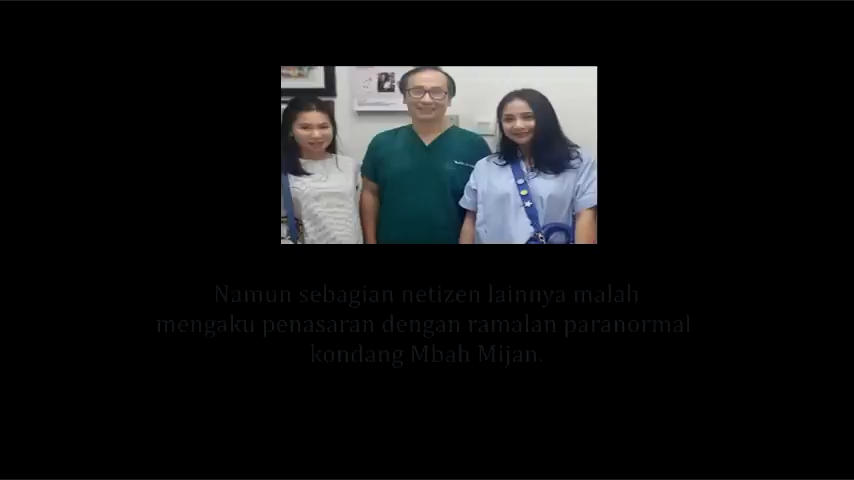 Namun sebagian netizen lainnya malah
mengaku penasaran dengan ramalan paranormal
kondang Mbah Mijan.